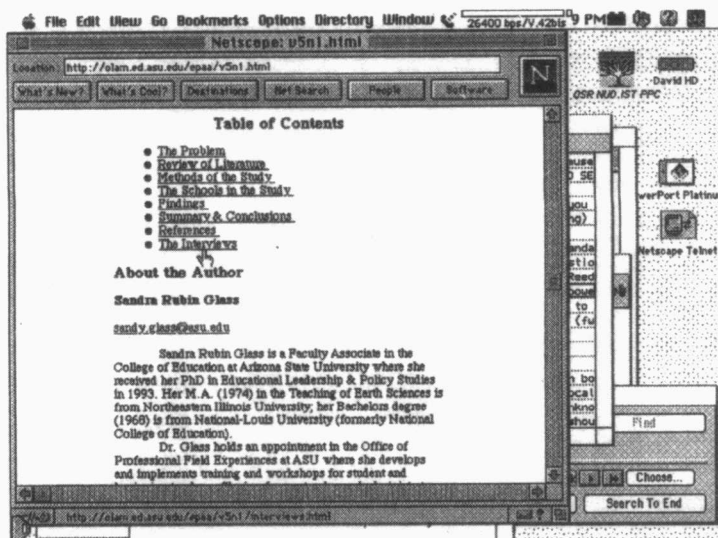 File Edit View Go Bookmarks Options Directory Window
26400 bps/V.42bis
9 PM
Netscape: v5n1.html
Location: http://olam.ed.asu.edu/epaa/v5n1.html
What's New? What's Cool? Destinations Net Search People Software
N
Table of Contents
The Problem
Review of Literature
Methods of the Study
The Schools in the Study
Findings
Summary & Conclusions
References
The Interviews
About the Author
Sandra Rubin Glass
sandy.glass@asu.edu
Sandra Rubin Glass is a Faculty Associate in the
College of Education at Arizona State University where she
received her PhD in Educational Leadership & Policy Studies
in 1993. Her M.A. (1974) in the Teaching of Earth Sciences is
from Northeastern Illinois University; her Bachelors degree
(1968) is from National-Louis University (formerly National
College of Education).
Dr. Glass holds an appointment in the Office of
Professional Field Experiences at ASU where she develops
and implements training and workshops for student and
http://olam.ed.asu.edu/epaa/v5n1/interviews.html
QSR NUD.IST PPC
David HD
werPort Platinu
Netscape Telnet
Find
Choose...
Search To End